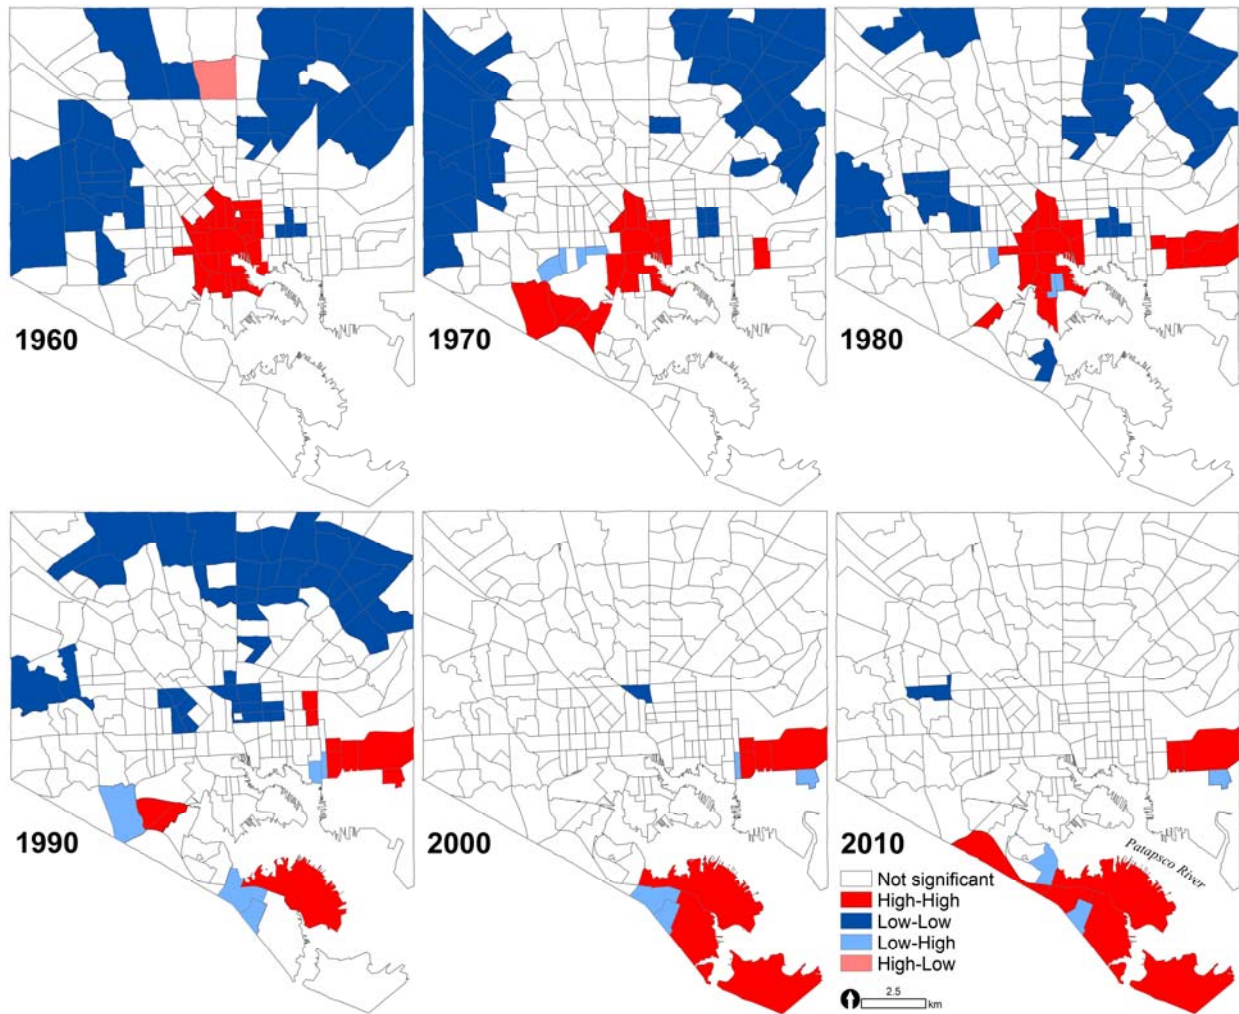 1960
1970
1980
1990
2000
2010
Patapsco River
Not significant
High-High
Low-Low
Low-High
High-Low
2.5
km